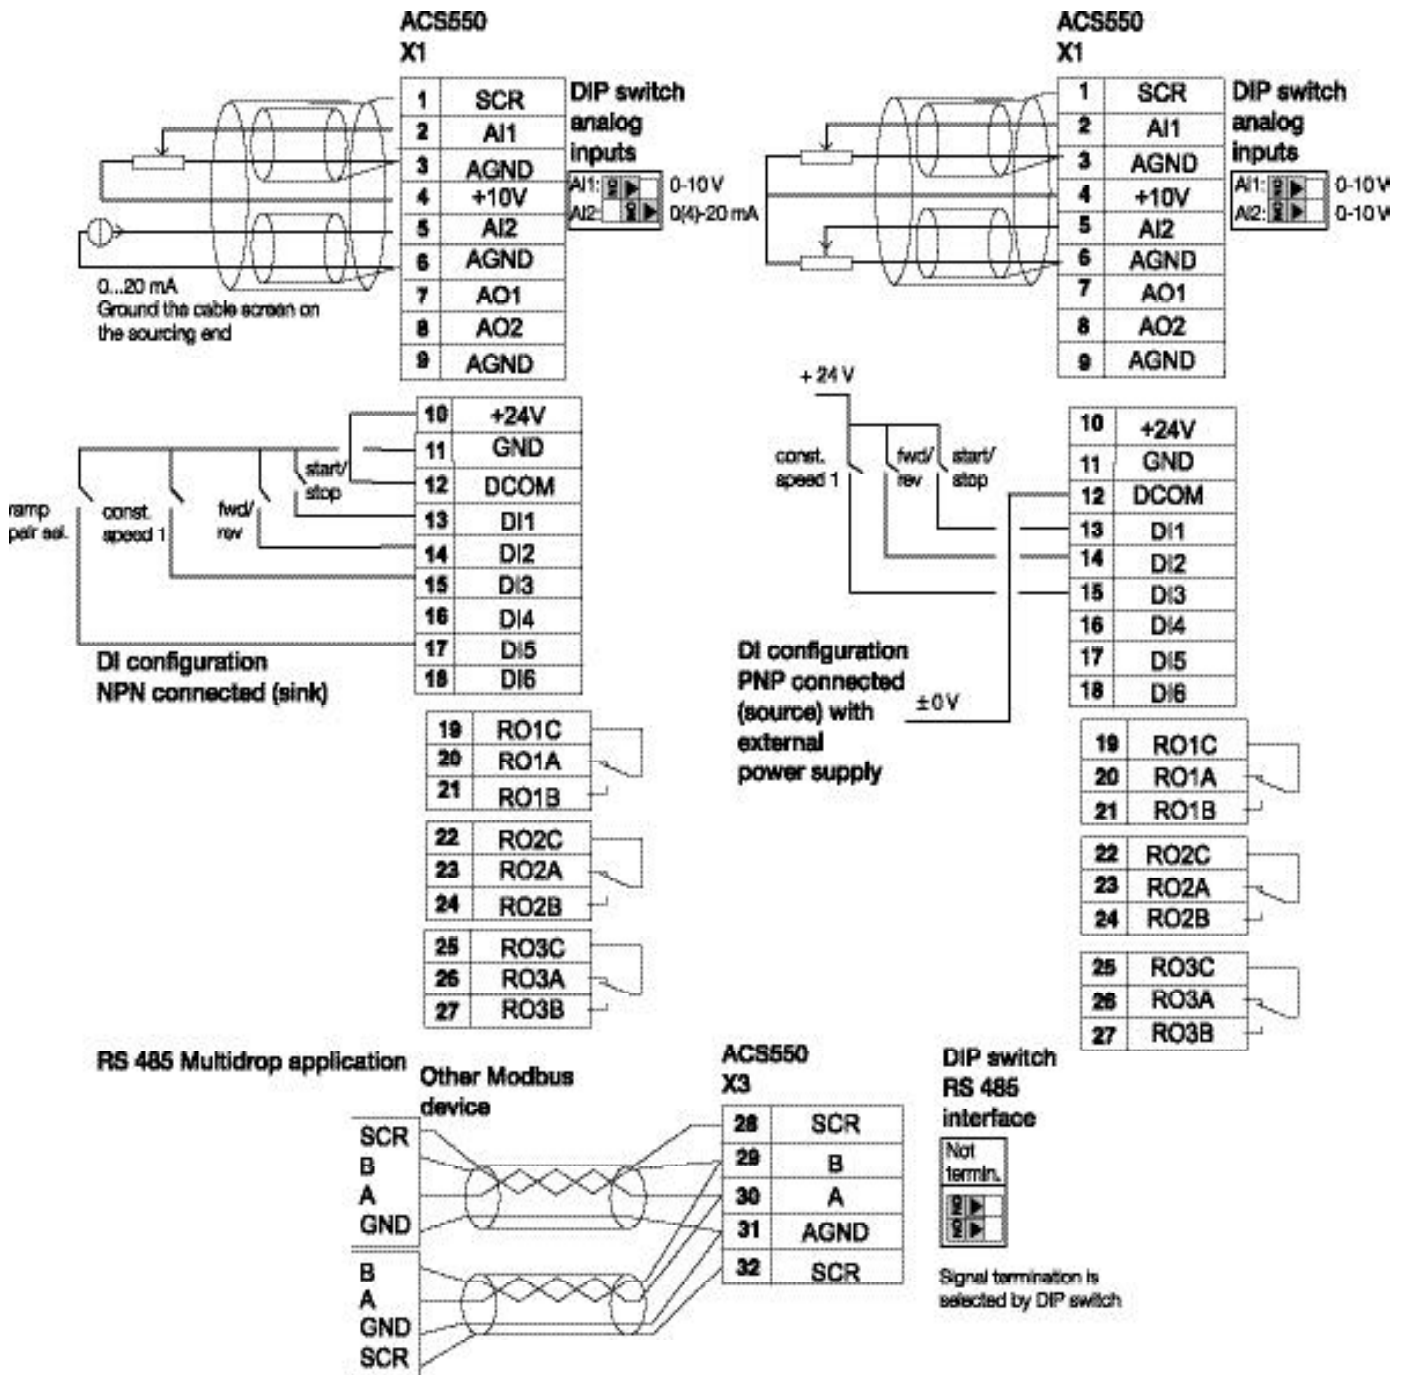 ACS550
X1
1 SCR
2 AI1
3 AGND
4 +10V
5 AI2
6 AGND
7 AO1
8 AO2
9 AGND
DIP switch
analog
inputs
AI1: ON 0-10 V
AI2: ON 0(4)-20 mA
0...20 mA
Ground the cable screen on
the sourcing end
10 +24V
11 GND
12 DCOM
13 DI1
14 DI2
15 DI3
16 DI4
17 DI5
18 DI6
ramp
pair sel.
const.
speed 1
fwd/
rev
start/
stop
DI configuration
NPN connected (sink)
19 RO1C
20 RO1A
21 RO1B
22 RO2C
23 RO2A
24 RO2B
25 RO3C
26 RO3A
27 RO3B
ACS550
X1
1 SCR
2 AI1
3 AGND
4 +10V
5 AI2
6 AGND
7 AO1
8 AO2
9 AGND
DIP switch
analog
inputs
AI1: ON 0-10 V
AI2: ON 0-10 V
+ 24 V
const.
speed 1
fwd/
rev
start/
stop
10 +24V
11 GND
12 DCOM
13 DI1
14 DI2
15 DI3
16 DI4
17 DI5
18 DI6
DI configuration
PNP connected
(source) with
external
power supply
±0 V
19 RO1C
20 RO1A
21 RO1B
22 RO2C
23 RO2A
24 RO2B
25 RO3C
26 RO3A
27 RO3B
RS 485 Multidrop application
Other Modbus
device
SCR
B
A
GND
B
A
GND
SCR
ACS550
X3
28 SCR
29 B
30 A
31 AGND
32 SCR
DIP switch
RS 485
interface
Not
termin.
ON
ON
Signal termination is
selected by DIP switch